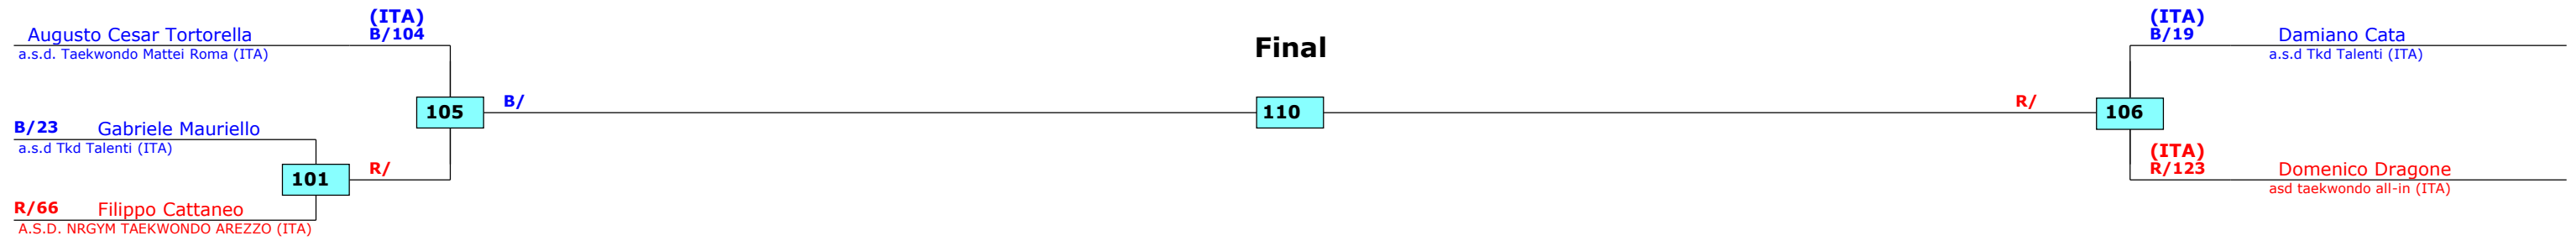 (ITA)
B/104
Augusto Cesar Tortorella
a.s.d. Taekwondo Mattei Roma (ITA)
105
B/
B/23 Gabriele Mauriello
a.s.d Tkd Talenti (ITA)
101
R/
R/66 Filippo Cattaneo
A.S.D. NRGYM TAEKWONDO AREZZO (ITA)
Final
110
(ITA)
B/19 Damiano Cata
a.s.d Tkd Talenti (ITA)
R/
106
(ITA)
R/123 Domenico Dragone
asd taekwondo all-in (ITA)